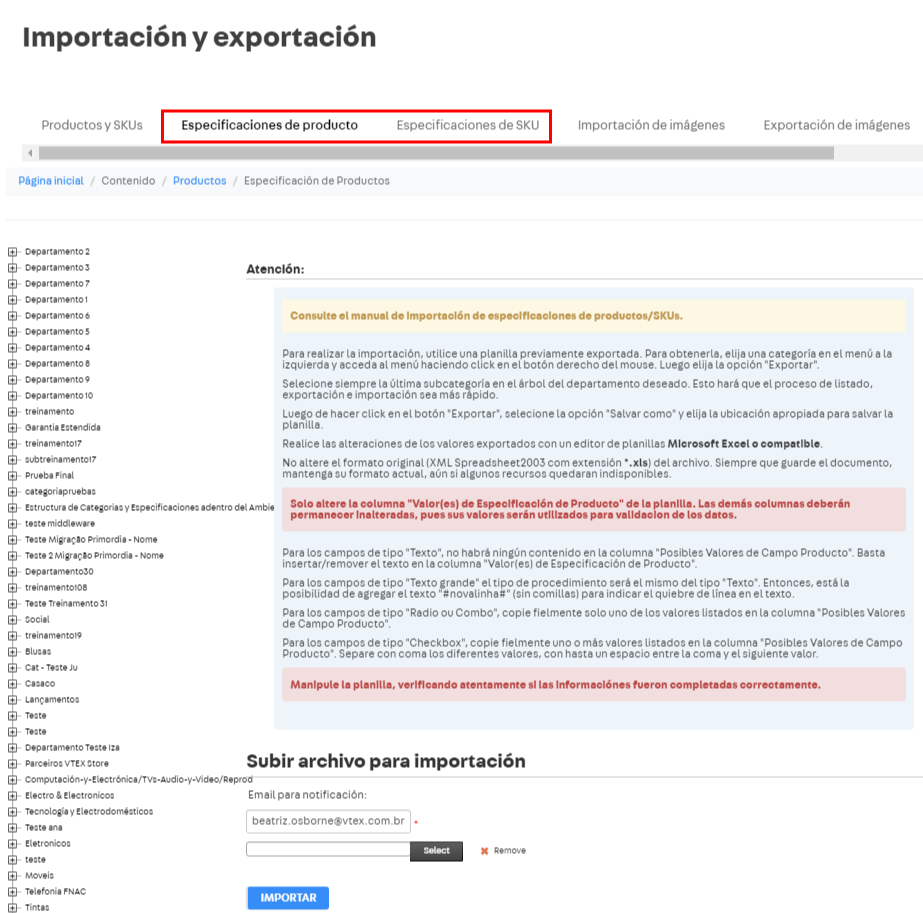 Importación y exportación
Productos y SKUs Especificaciones de producto Especificaciones de SKU Importación de imágenes Exportación de imágenes
Página inicial / Contenido / Productos / Especificación de Productos
Departamento 2
Departamento 3
Departamento 7
Departamento 1
Departamento 6
Departamento 5
Departamento 4
Departamento 8
Departamento 9
Departamento 10
treinamento
Garantia Estendida
treinamento17
subtreinamento17
Prueba Final
categoriapruebas
Estructura de Categorias y Especificaciones adentro del Ambie
teste middleware
Teste Migração Primordia - Nome
Teste 2 Migração Primordia - Nome
Departamento30
treinamento108
Teste Treinamento 31
Social
treinamento19
Blusas
Cat - Teste Ju
Casaco
Lançamentos
Teste
Teste
Departamento Teste Iza
Parceiros VTEX Store
Computación-y-Electrónica/TVs-Audio-y-Video/Reprod
Electro & Electronicos
Tecnología y Electrodomésticos
Teste ana
Eletronicos
teste
Moveis
Telefonia FNAC
Tintas
Atención:
Consulte el manual de importación de especificaciones de productos/SKUs.
Para realizar la importación, utilice una planilla previamente exportada. Para obtenerla, elija una categoría en el menú a la
izquierda y acceda al menú haciendo click en el botón derecho del mouse. Luego elija la opción "Exportar".
Selecione siempre la última subcategoría en el árbol del departamento deseado. Esto hará que el proceso de listado,
exportación e importación sea más rápido.
Luego de hacer click en el botón "Exportar", selecione la opción "Salvar como" y elija la ubicación apropiada para salvar la
planilla.
Realice las alteraciones de los valores exportados con un editor de planillas Microsoft Excel o compatible.
No altere el formato original (XML Spreadsheet2003 com extensión *.xls) del archivo. Siempre que guarde el documento,
mantenga su formato actual, aún si algunos recursos quedaran indisponibles.
Solo altere la columna "Valor(es) de Especificación de Producto" de la planilla. Las demás columnas deberán
permanecer inalteradas, pues sus valores serán utilizados para validacion de los datos.
Para los campos de tipo "Texto", no habrá ningún contenido en la columna "Posibles Valores de Campo Producto". Basta
insertar/remover el texto en la columna "Valor(es) de Especificación de Producto".
Para los campos de tipo "Texto grande" el tipo de procedimiento será el mismo del tipo "Texto". Entonces, está la
posibilidad de agregar el texto "#novalinha#" (sin comillas) para indicar el quiebre de línea en el texto.
Para los campos de tipo "Radio ou Combo", copie fielmente solo uno de los valores listados en la columna "Posibles Valores
de Campo Producto".
Para los campos de tipo "Checkbox", copie fielmente uno o más valores listados en la columna "Posibles Valores de Campo
Producto". Separe con coma los diferentes valores, con hasta un espacio entre la coma y el siguiente valor.
Manipule la planilla, verificando atentamente si las informaciónes fueron completadas correctamente.
Subir archivo para importación
Email para notificación:
beatriz.osborne@vtex.com.br *
Select Remove
IMPORTAR